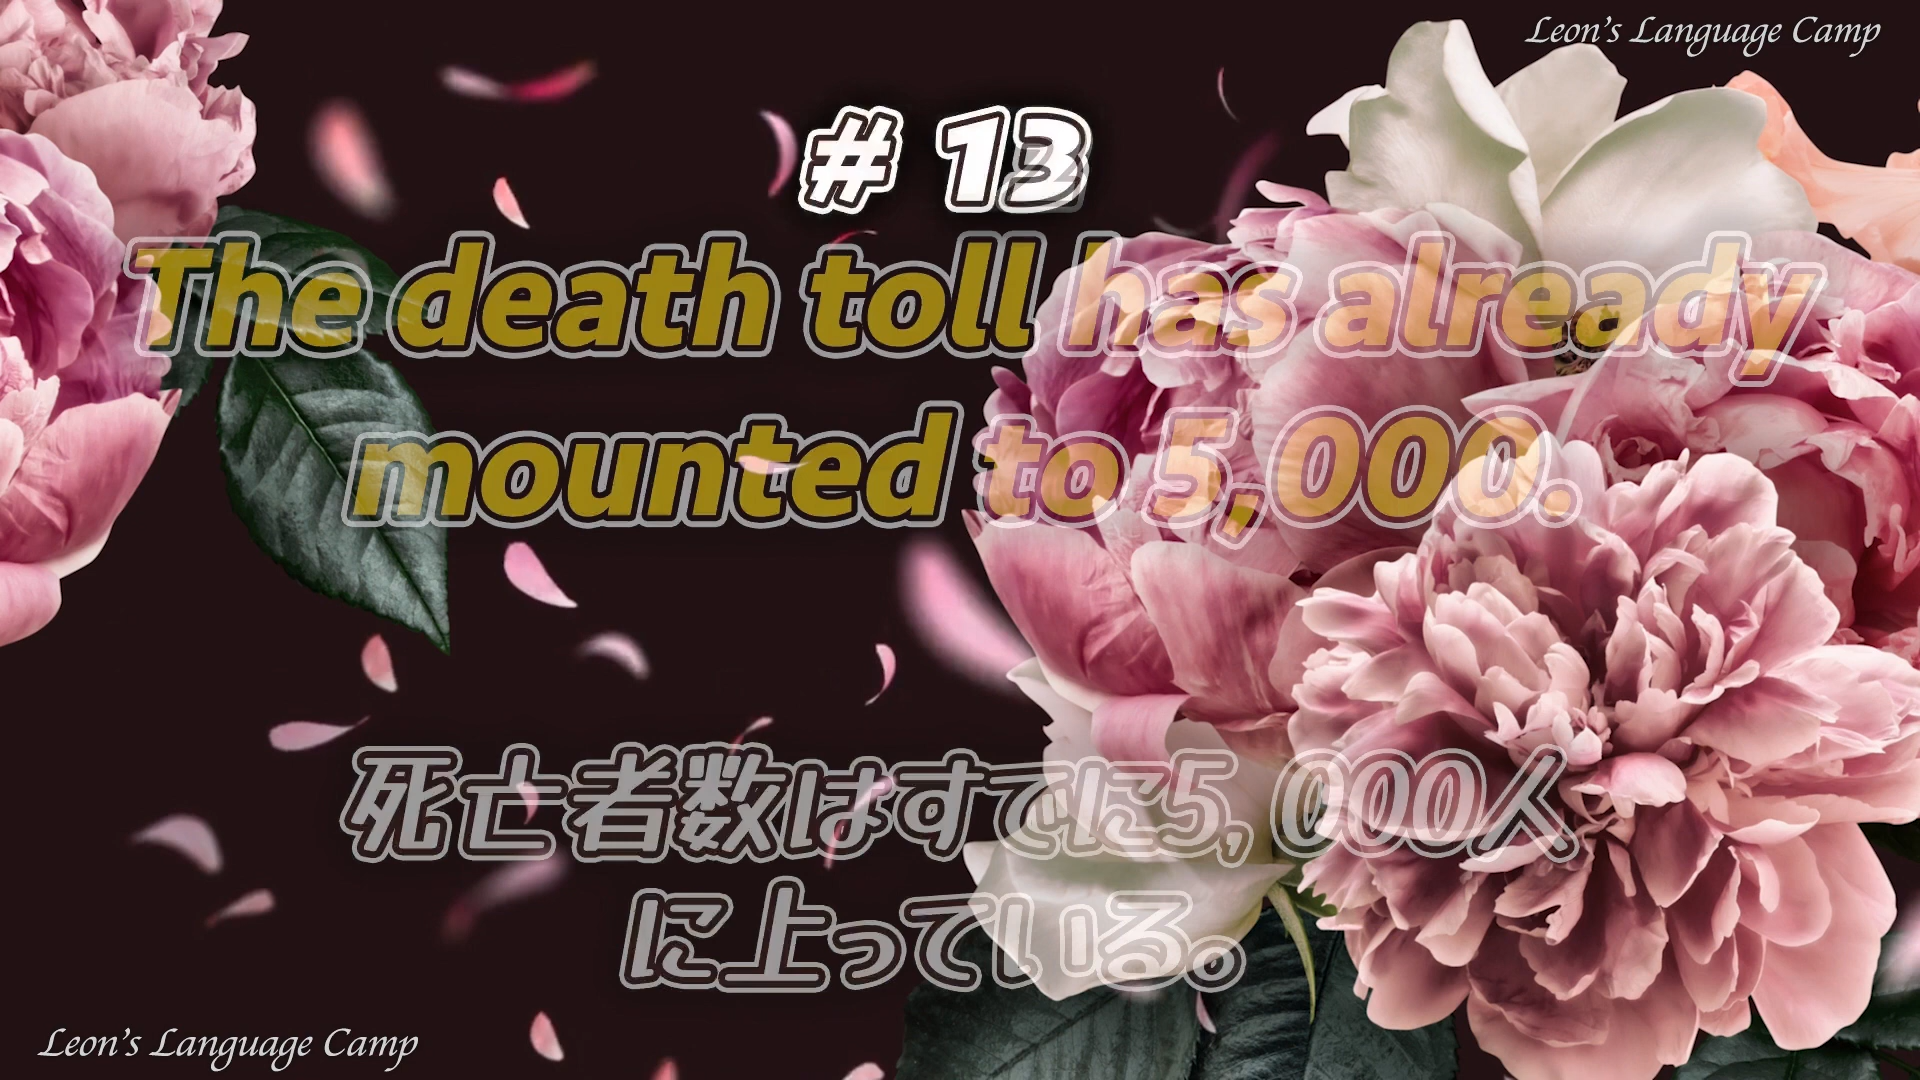 Leon's Language Camp
# 13
The death toll has already
mounted to 5,000.
死亡者数はすでに5,000人
に上っている。
Leon's Language Camp